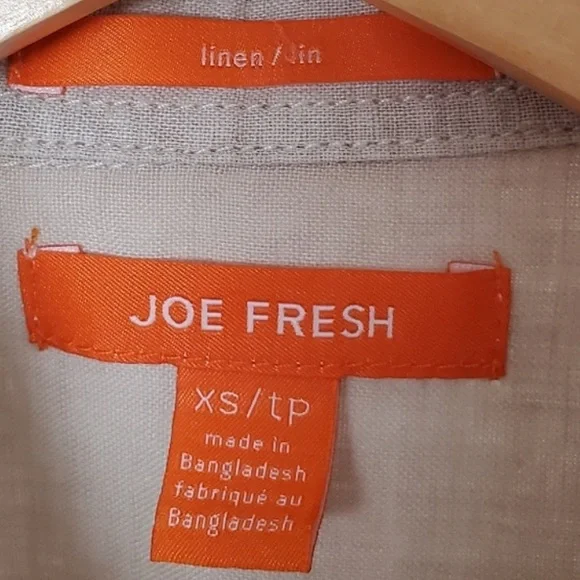 linen / lin
JOE FRESH
xs/tp
made in
Bangladesh
fabriqué au
Bangladesh